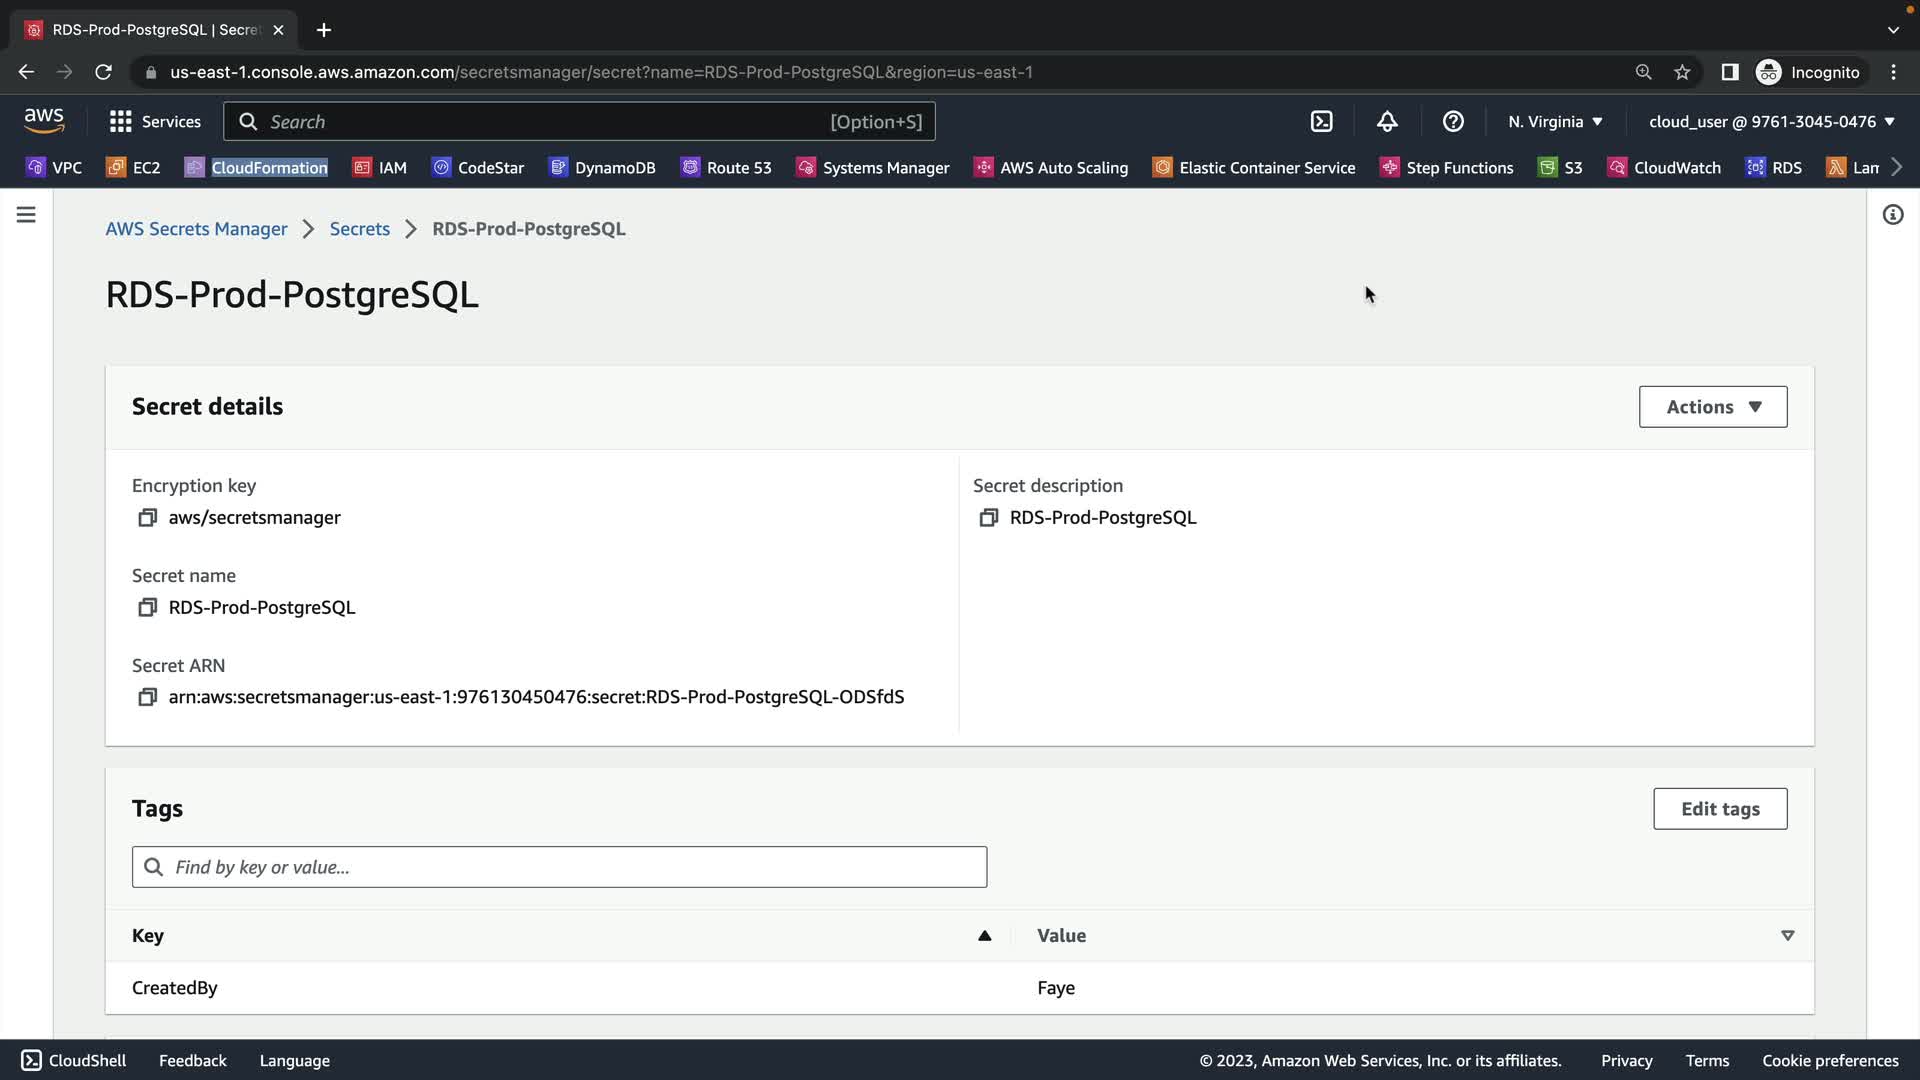 RDS-Prod-PostgreSQL | Secre
us-east-1.console.aws.amazon.com/secretsmanager/secret?name=RDS-Prod-PostgreSQL&region=us-east-1
Incognito
aws
Services
Search
[Option+S]
N. Virginia
cloud_user @ 9761-3045-0476
VPC
EC2
CloudFormation
IAM
CodeStar
DynamoDB
Route 53
Systems Manager
AWS Auto Scaling
Elastic Container Service
Step Functions
S3
CloudWatch
RDS
Lam
AWS Secrets Manager
Secrets
RDS-Prod-PostgreSQL
RDS-Prod-PostgreSQL
Secret details
Actions
Encryption key
aws/secretsmanager
Secret description
RDS-Prod-PostgreSQL
Secret name
RDS-Prod-PostgreSQL
Secret ARN
arn:aws:secretsmanager:us-east-1:976130450476:secret:RDS-Prod-PostgreSQL-ODSfdS
Tags
Edit tags
Find by key or value...
Key
Value
CreatedBy
Faye
CloudShell
Feedback
Language
© 2023, Amazon Web Services, Inc. or its affiliates.
Privacy
Terms
Cookie preferences